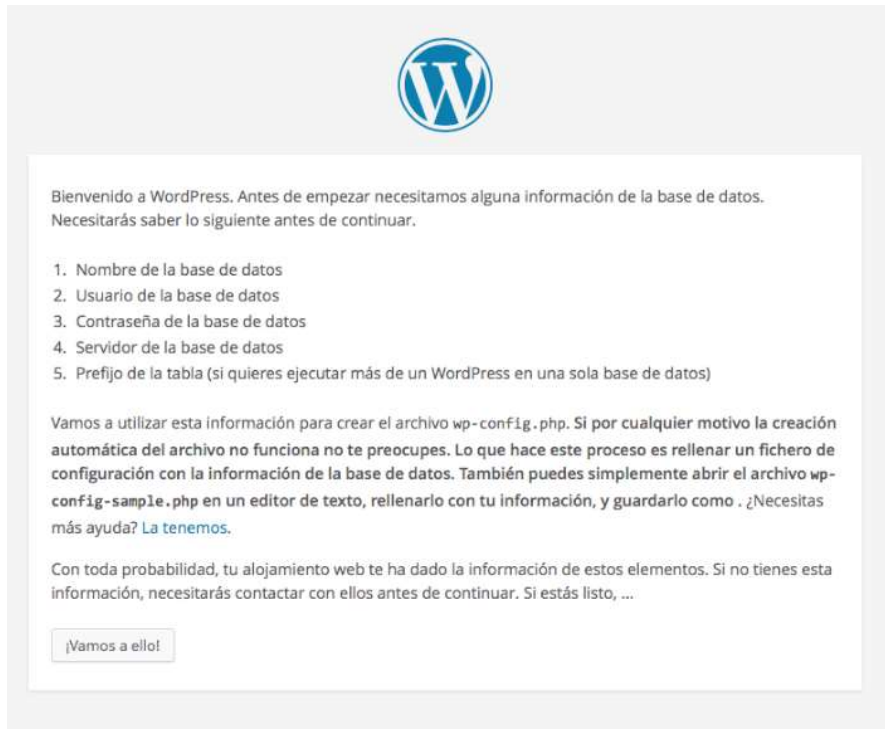 Bienvenido a WordPress. Antes de empezar necesitamos alguna información de la base de datos.
Necesitarás saber lo siguiente antes de continuar.
1. Nombre de la base de datos
2. Usuario de la base de datos
3. Contraseña de la base de datos
4. Servidor de la base de datos
5. Prefijo de la tabla (si quieres ejecutar más de un WordPress en una sola base de datos)
Vamos a utilizar esta información para crear el archivo wp-config.php. Si por cualquier motivo la creación
automática del archivo no funciona no te preocupes. Lo que hace este proceso es rellenar un fichero de
configuración con la información de la base de datos. También puedes simplemente abrir el archivo wp-
config-sample.php en un editor de texto, rellenarlo con tu información, y guardarlo como . ¿Necesitas
más ayuda? La tenemos.
Con toda probabilidad, tu alojamiento web te ha dado la información de estos elementos. Si no tienes esta
información, necesitarás contactar con ellos antes de continuar. Si estás listo, ...
¡Vamos a ello!